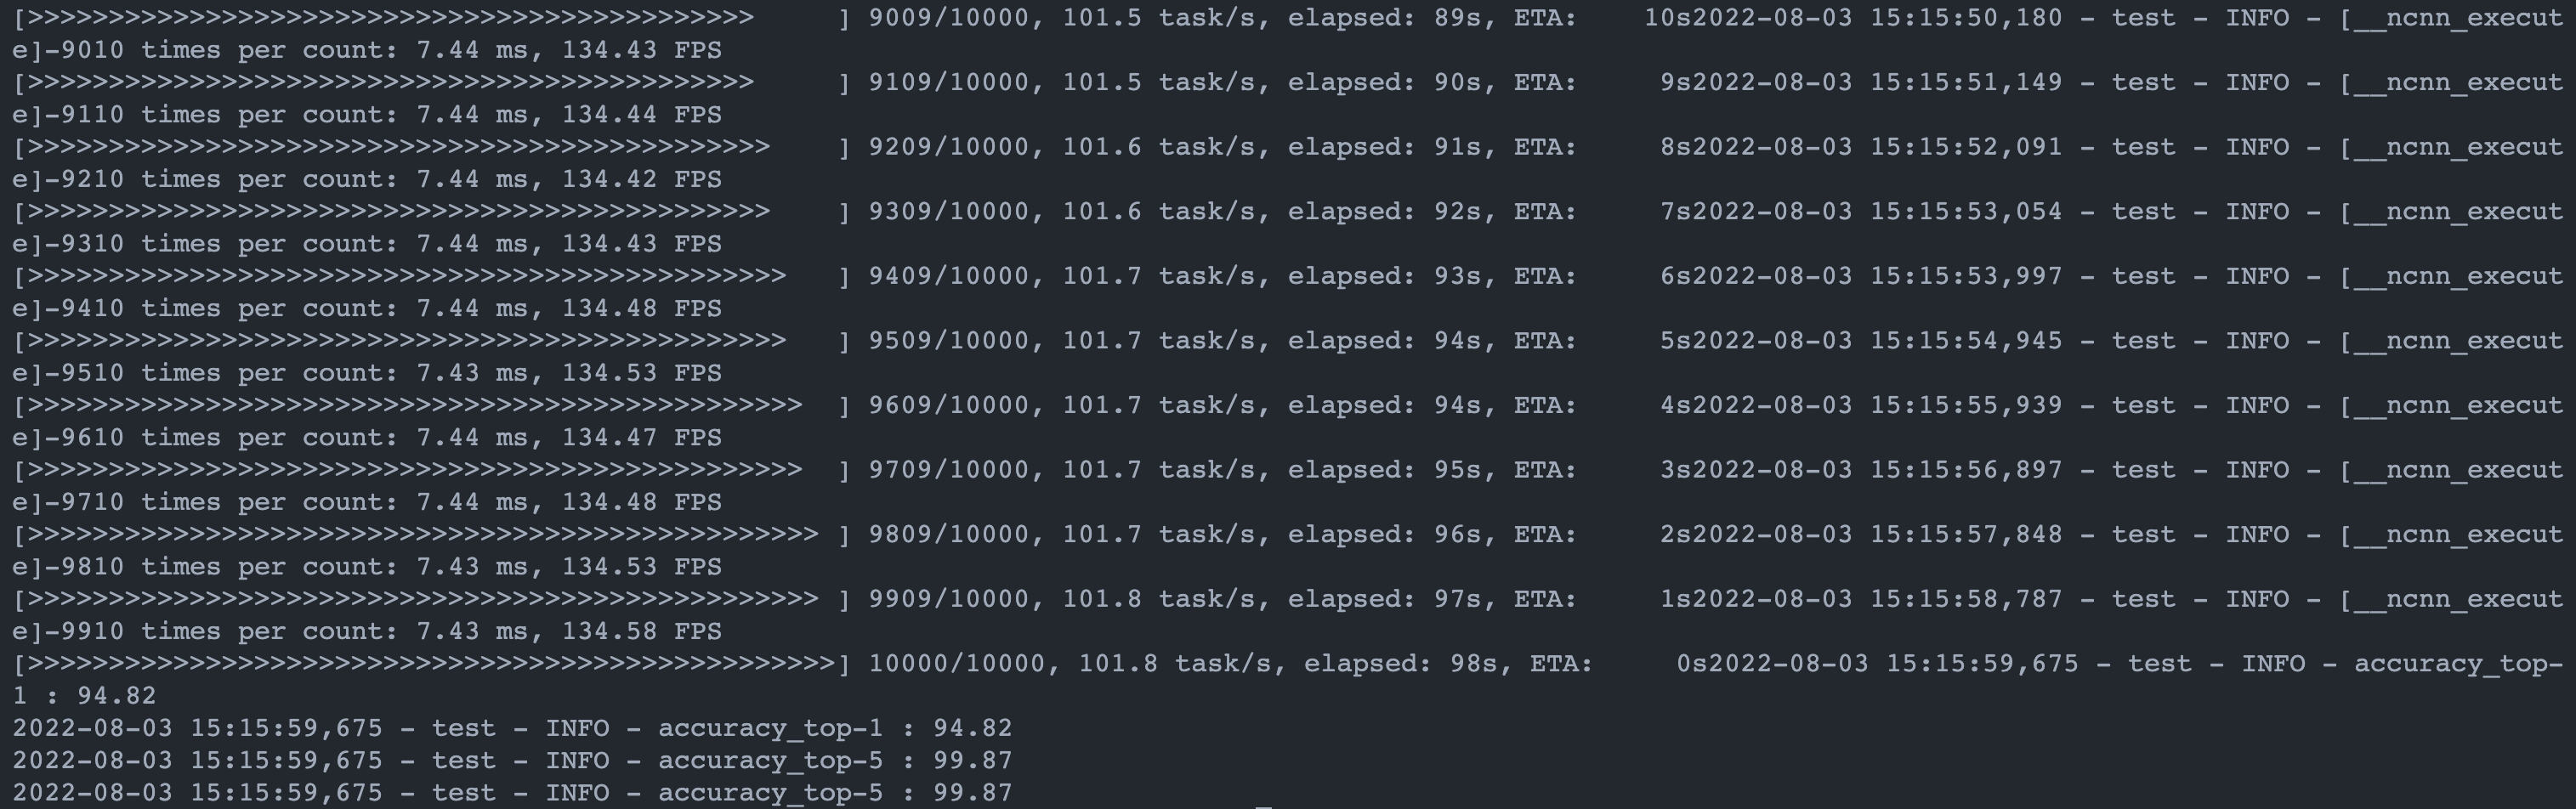 [>>>>>>>>>>>>>>>>>>>>>>>>>>>>>>>>>>>>>>>>>>>>>     ] 9009/10000, 101.5 task/s, elapsed: 89s, ETA:    10s2022-08-03 15:15:50,180 - test - INFO - [__ncnn_execut
e]-9010 times per count: 7.44 ms, 134.43 FPS
[>>>>>>>>>>>>>>>>>>>>>>>>>>>>>>>>>>>>>>>>>>>>>     ] 9109/10000, 101.5 task/s, elapsed: 90s, ETA:     9s2022-08-03 15:15:51,149 - test - INFO - [__ncnn_execut
e]-9110 times per count: 7.44 ms, 134.44 FPS
[>>>>>>>>>>>>>>>>>>>>>>>>>>>>>>>>>>>>>>>>>>>>>>    ] 9209/10000, 101.6 task/s, elapsed: 91s, ETA:     8s2022-08-03 15:15:52,091 - test - INFO - [__ncnn_execut
e]-9210 times per count: 7.44 ms, 134.42 FPS
[>>>>>>>>>>>>>>>>>>>>>>>>>>>>>>>>>>>>>>>>>>>>>>    ] 9309/10000, 101.6 task/s, elapsed: 92s, ETA:     7s2022-08-03 15:15:53,054 - test - INFO - [__ncnn_execut
e]-9310 times per count: 7.44 ms, 134.43 FPS
[>>>>>>>>>>>>>>>>>>>>>>>>>>>>>>>>>>>>>>>>>>>>>>>   ] 9409/10000, 101.7 task/s, elapsed: 93s, ETA:     6s2022-08-03 15:15:53,997 - test - INFO - [__ncnn_execut
e]-9410 times per count: 7.44 ms, 134.48 FPS
[>>>>>>>>>>>>>>>>>>>>>>>>>>>>>>>>>>>>>>>>>>>>>>>   ] 9509/10000, 101.7 task/s, elapsed: 94s, ETA:     5s2022-08-03 15:15:54,945 - test - INFO - [__ncnn_execut
e]-9510 times per count: 7.43 ms, 134.53 FPS
[>>>>>>>>>>>>>>>>>>>>>>>>>>>>>>>>>>>>>>>>>>>>>>>>  ] 9609/10000, 101.7 task/s, elapsed: 94s, ETA:     4s2022-08-03 15:15:55,939 - test - INFO - [__ncnn_execut
e]-9610 times per count: 7.44 ms, 134.47 FPS
[>>>>>>>>>>>>>>>>>>>>>>>>>>>>>>>>>>>>>>>>>>>>>>>>  ] 9709/10000, 101.7 task/s, elapsed: 95s, ETA:     3s2022-08-03 15:15:56,897 - test - INFO - [__ncnn_execut
e]-9710 times per count: 7.44 ms, 134.48 FPS
[>>>>>>>>>>>>>>>>>>>>>>>>>>>>>>>>>>>>>>>>>>>>>>>>> ] 9809/10000, 101.7 task/s, elapsed: 96s, ETA:     2s2022-08-03 15:15:57,848 - test - INFO - [__ncnn_execut
e]-9810 times per count: 7.43 ms, 134.53 FPS
[>>>>>>>>>>>>>>>>>>>>>>>>>>>>>>>>>>>>>>>>>>>>>>>>> ] 9909/10000, 101.8 task/s, elapsed: 97s, ETA:     1s2022-08-03 15:15:58,787 - test - INFO - [__ncnn_execut
e]-9910 times per count: 7.43 ms, 134.58 FPS
[>>>>>>>>>>>>>>>>>>>>>>>>>>>>>>>>>>>>>>>>>>>>>>>>>>] 10000/10000, 101.8 task/s, elapsed: 98s, ETA:     0s2022-08-03 15:15:59,675 - test - INFO - accuracy_top-
1 : 94.82
2022-08-03 15:15:59,675 - test - INFO - accuracy_top-1 : 94.82
2022-08-03 15:15:59,675 - test - INFO - accuracy_top-5 : 99.87
2022-08-03 15:15:59,675 - test - INFO - accuracy_top-5 : 99.87